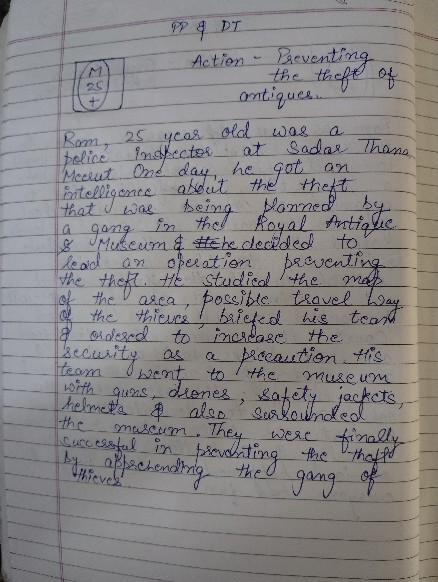 PP & DT
M
25
+
Action - Preventing
the theft of
antiques.
Ram, 25 year old was a
police inspector at Sadar Thana
Meerut One day, he got an
intelligence about the theft
that was being planned by
a gang in the Royal Antique
& Museum & he decided to
lead an operation preventing
the theft. He studied the map
of the area, possible travel way
of the thieves, briefed his team
& ordered to increase the
security as a precaution. His
team went to the museum
with guns, drones, safety jackets,
helmets & also surrounded
the museum. They were finally
successful in preventing the theft
by apprehending the gang of
thieves